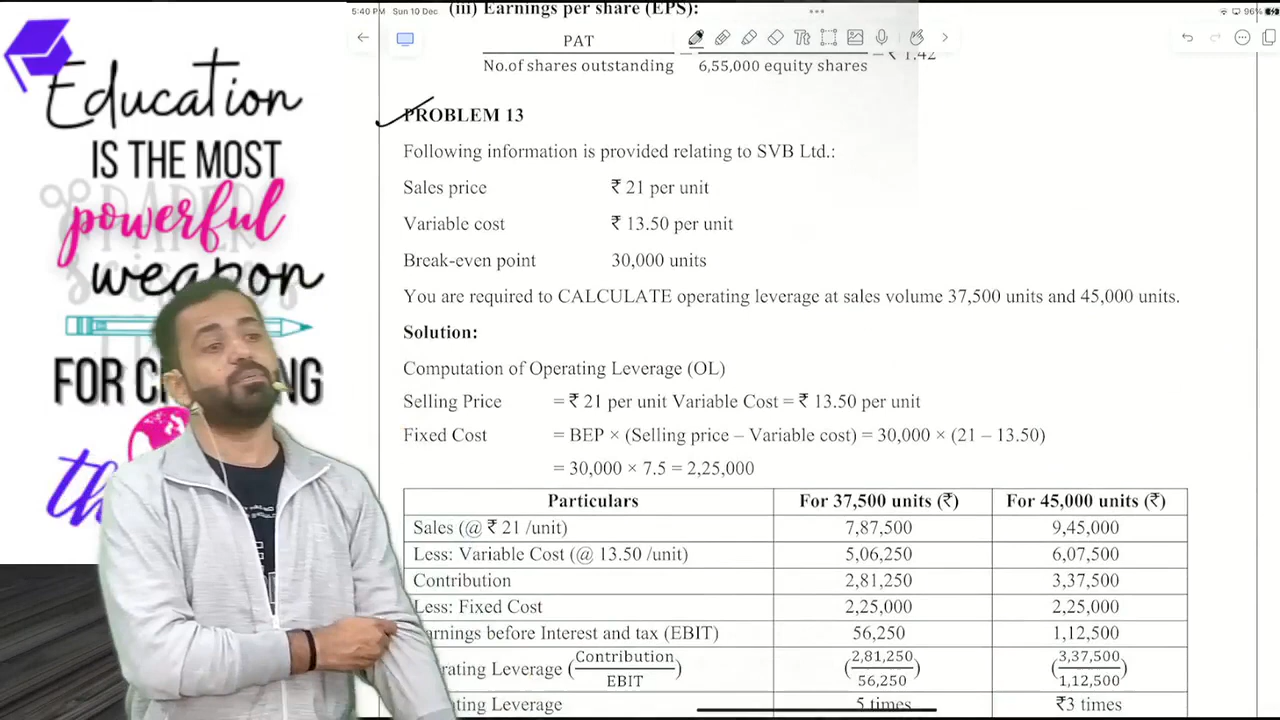 5:40 PM Sun 10 Dec
96%
(iii) Earnings per share (EPS):
PAT
No.of shares outstanding
6,55,000 equity shares
= ₹ 1.42
Education
IS THE MOST
powerful
weapon
PROBLEM 13
Following information is provided relating to SVB Ltd.:
Sales price ₹ 21 per unit
Variable cost ₹ 13.50 per unit
Break-even point 30,000 units
You are required to CALCULATE operating leverage at sales volume 37,500 units and 45,000 units.
Solution:
Computation of Operating Leverage (OL)
Selling Price = ₹ 21 per unit Variable Cost = ₹ 13.50 per unit
Fixed Cost = BEP × (Selling price – Variable cost) = 30,000 × (21 – 13.50)
= 30,000 × 7.5 = 2,25,000
Particulars For 37,500 units (₹) For 45,000 units (₹)
Sales (@ ₹ 21 /unit) 7,87,500 9,45,000
Less: Variable Cost (@ 13.50 /unit) 5,06,250 6,07,500
Contribution 2,81,250 3,37,500
Less: Fixed Cost 2,25,000 2,25,000
Earnings before Interest and tax (EBIT) 56,250 1,12,500
rating Leverage (Contribution/EBIT) (2,81,250/56,250) (3,37,500/1,12,500)
ting Leverage 5 times ₹3 times
FOR